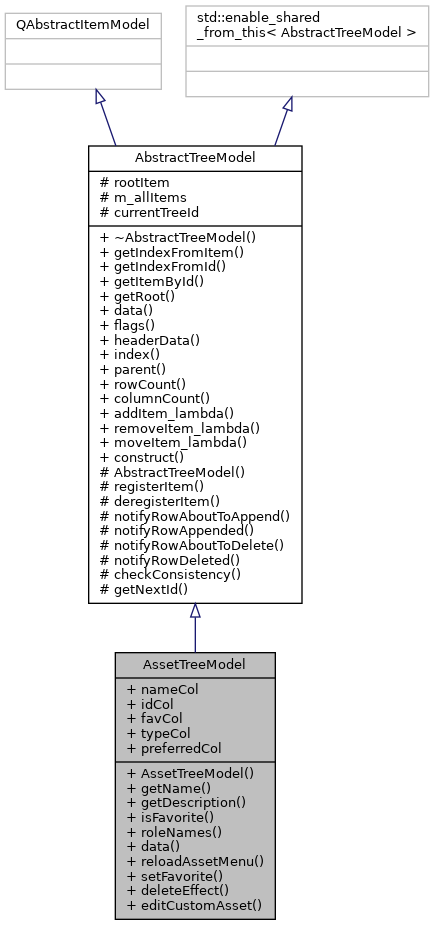 QAbstractItemModel
std::enable_shared
_from_this< AbstractTreeModel >
AbstractTreeModel
# rootItem
# m_allItems
# currentTreeId
+ ~AbstractTreeModel()
+ getIndexFromItem()
+ getIndexFromId()
+ getItemById()
+ getRoot()
+ data()
+ flags()
+ headerData()
+ index()
+ parent()
+ rowCount()
+ columnCount()
+ addItem_lambda()
+ removeItem_lambda()
+ moveItem_lambda()
+ construct()
# AbstractTreeModel()
# registerItem()
# deregisterItem()
# notifyRowAboutToAppend()
# notifyRowAppended()
# notifyRowAboutToDelete()
# notifyRowDeleted()
# checkConsistency()
# getNextId()
AssetTreeModel
+ nameCol
+ idCol
+ favCol
+ typeCol
+ preferredCol
+ AssetTreeModel()
+ getName()
+ getDescription()
+ isFavorite()
+ roleNames()
+ data()
+ reloadAssetMenu()
+ setFavorite()
+ deleteEffect()
+ editCustomAsset()